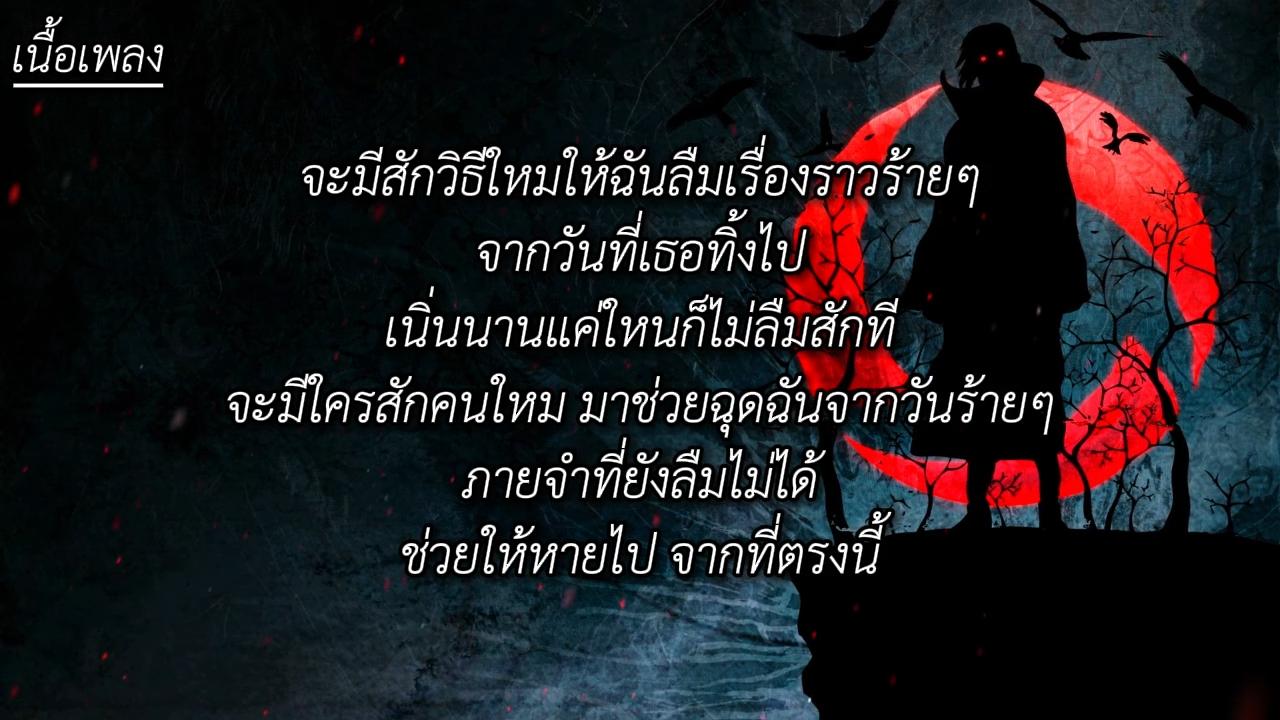 เนื้อเพลง
จะมีสักวิธีใหมให้ฉันลืมเรื่องราวร้ายๆ
จากวันที่เธอทิ้งไป
เนิ่นนานแค่ใหนก็ไม่ลืมสักที
จะมีใครสักคนใหม มาช่วยฉุดฉันจากวันร้ายๆ
ภายจำที่ยังลืมไม่ได้
ช่วยให้หายไป จากที่ตรงนี้